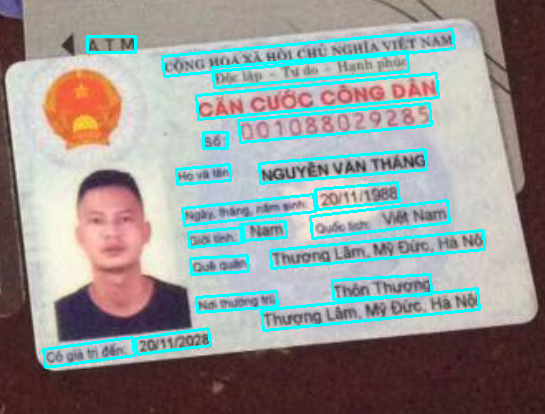 ATM
CỘNG HÒA XÃ HỘI CHỦ NGHĨA VIỆT NAM
Độc lập - Tự do - Hạnh phúc
CĂN CƯỚC CÔNG DÂN
Số: 001088029285
Họ và tên NGUYỄN VĂN THẮNG
Ngày, tháng, năm sinh: 20/11/1988
Giới tính: Nam Quốc tịch: Việt Nam
Quê quán Thượng Lâm, Mỹ Đức, Hà Nội
Nơi thường trú Thôn Thượng
Thượng Lâm, Mỹ Đức, Hà Nội
Có giá trị đến: 20/11/2028